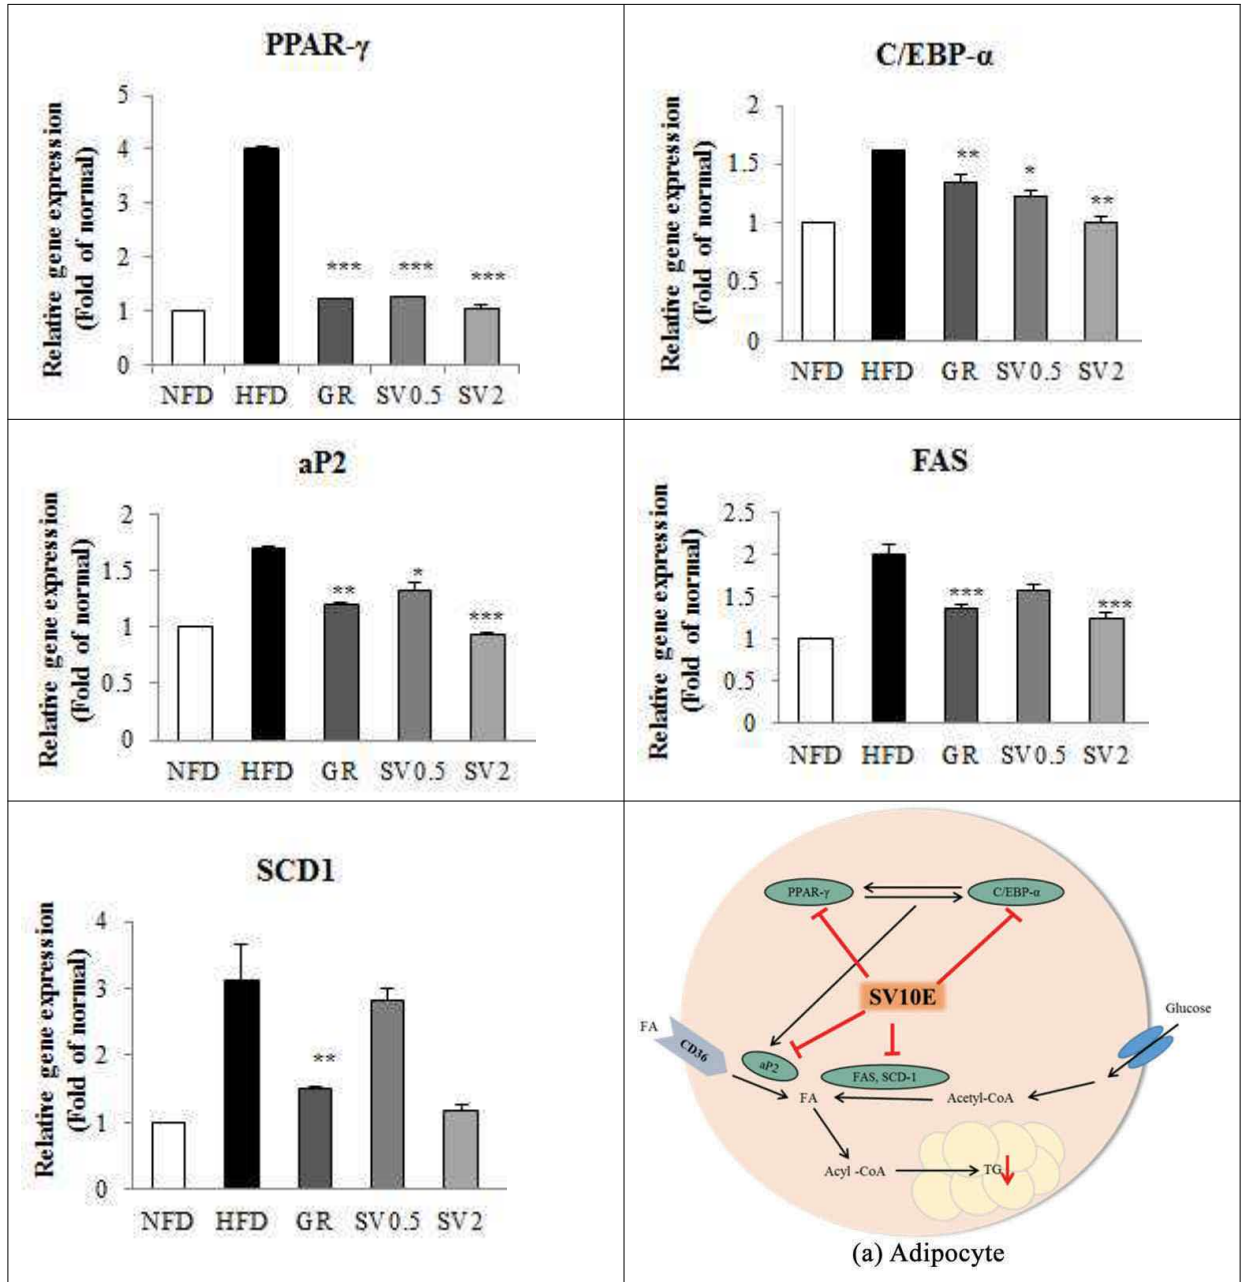 PPAR-γ
Relative gene expression
(Fold of normal)
5
4
3
2
1
0
***
***
***
NFD HFD GR SV0.5 SV2
C/EBP-α
Relative gene expression
(Fold of normal)
2
1.5
1
0.5
0
**
*
**
NFD HFD GR SV0.5 SV2
aP2
Relative gene expression
(Fold of normal)
2
1.5
1
0.5
0
**
*
***
NFD HFD GR SV0.5 SV2
FAS
Relative gene expression
(Fold of normal)
2.5
2
1.5
1
0.5
0
***
***
NFD HFD GR SV0.5 SV2
SCD1
Relative gene expression
(Fold of normal)
4
3
2
1
0
**
NFD HFD GR SV0.5 SV2
PPAR-γ
C/EBP-α
SV10E
Glucose
FA
CD36
aP2
FAS, SCD-1
FA
Acetyl-CoA
Acyl -CoA
TG
(a) Adipocyte